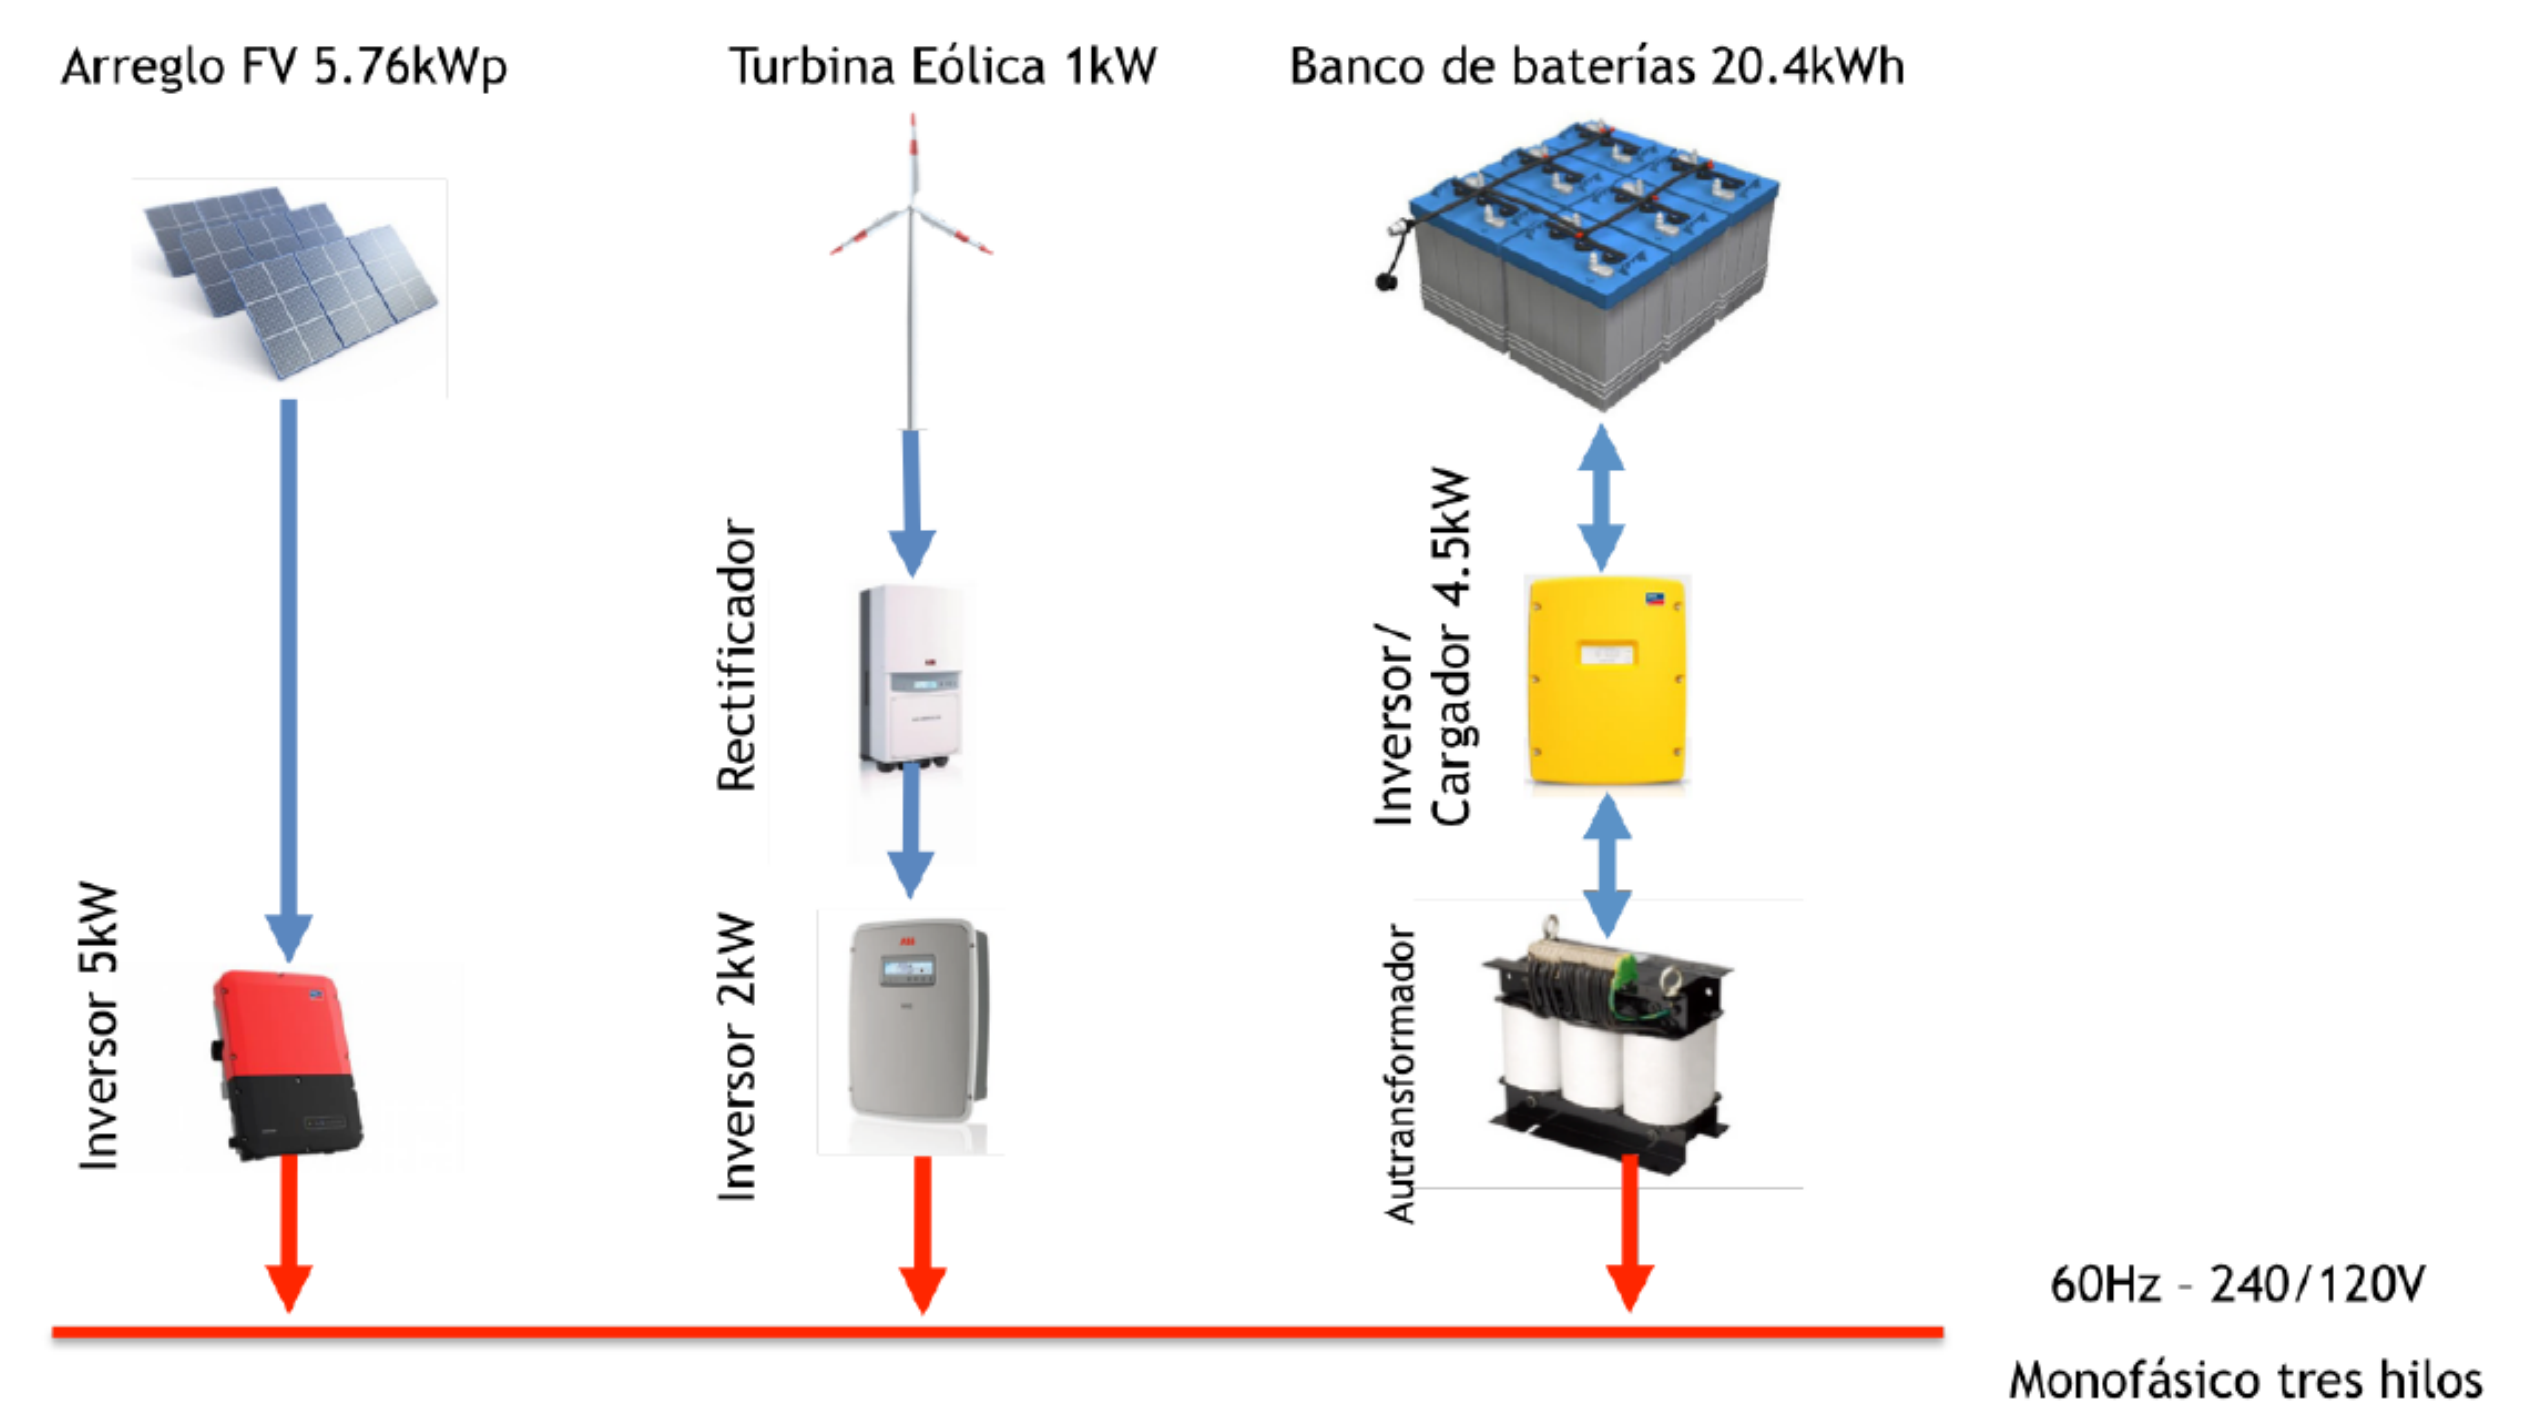 Arreglo FV 5.76kWp
Turbina Eólica 1kW
Banco de baterías 20.4kWh
Rectificador
Inversor/
Cargador 4.5kW
Inversor 5kW
Inversor 2kW
Autransformador
ABB
60Hz - 240/120V
Monofásico tres hilos